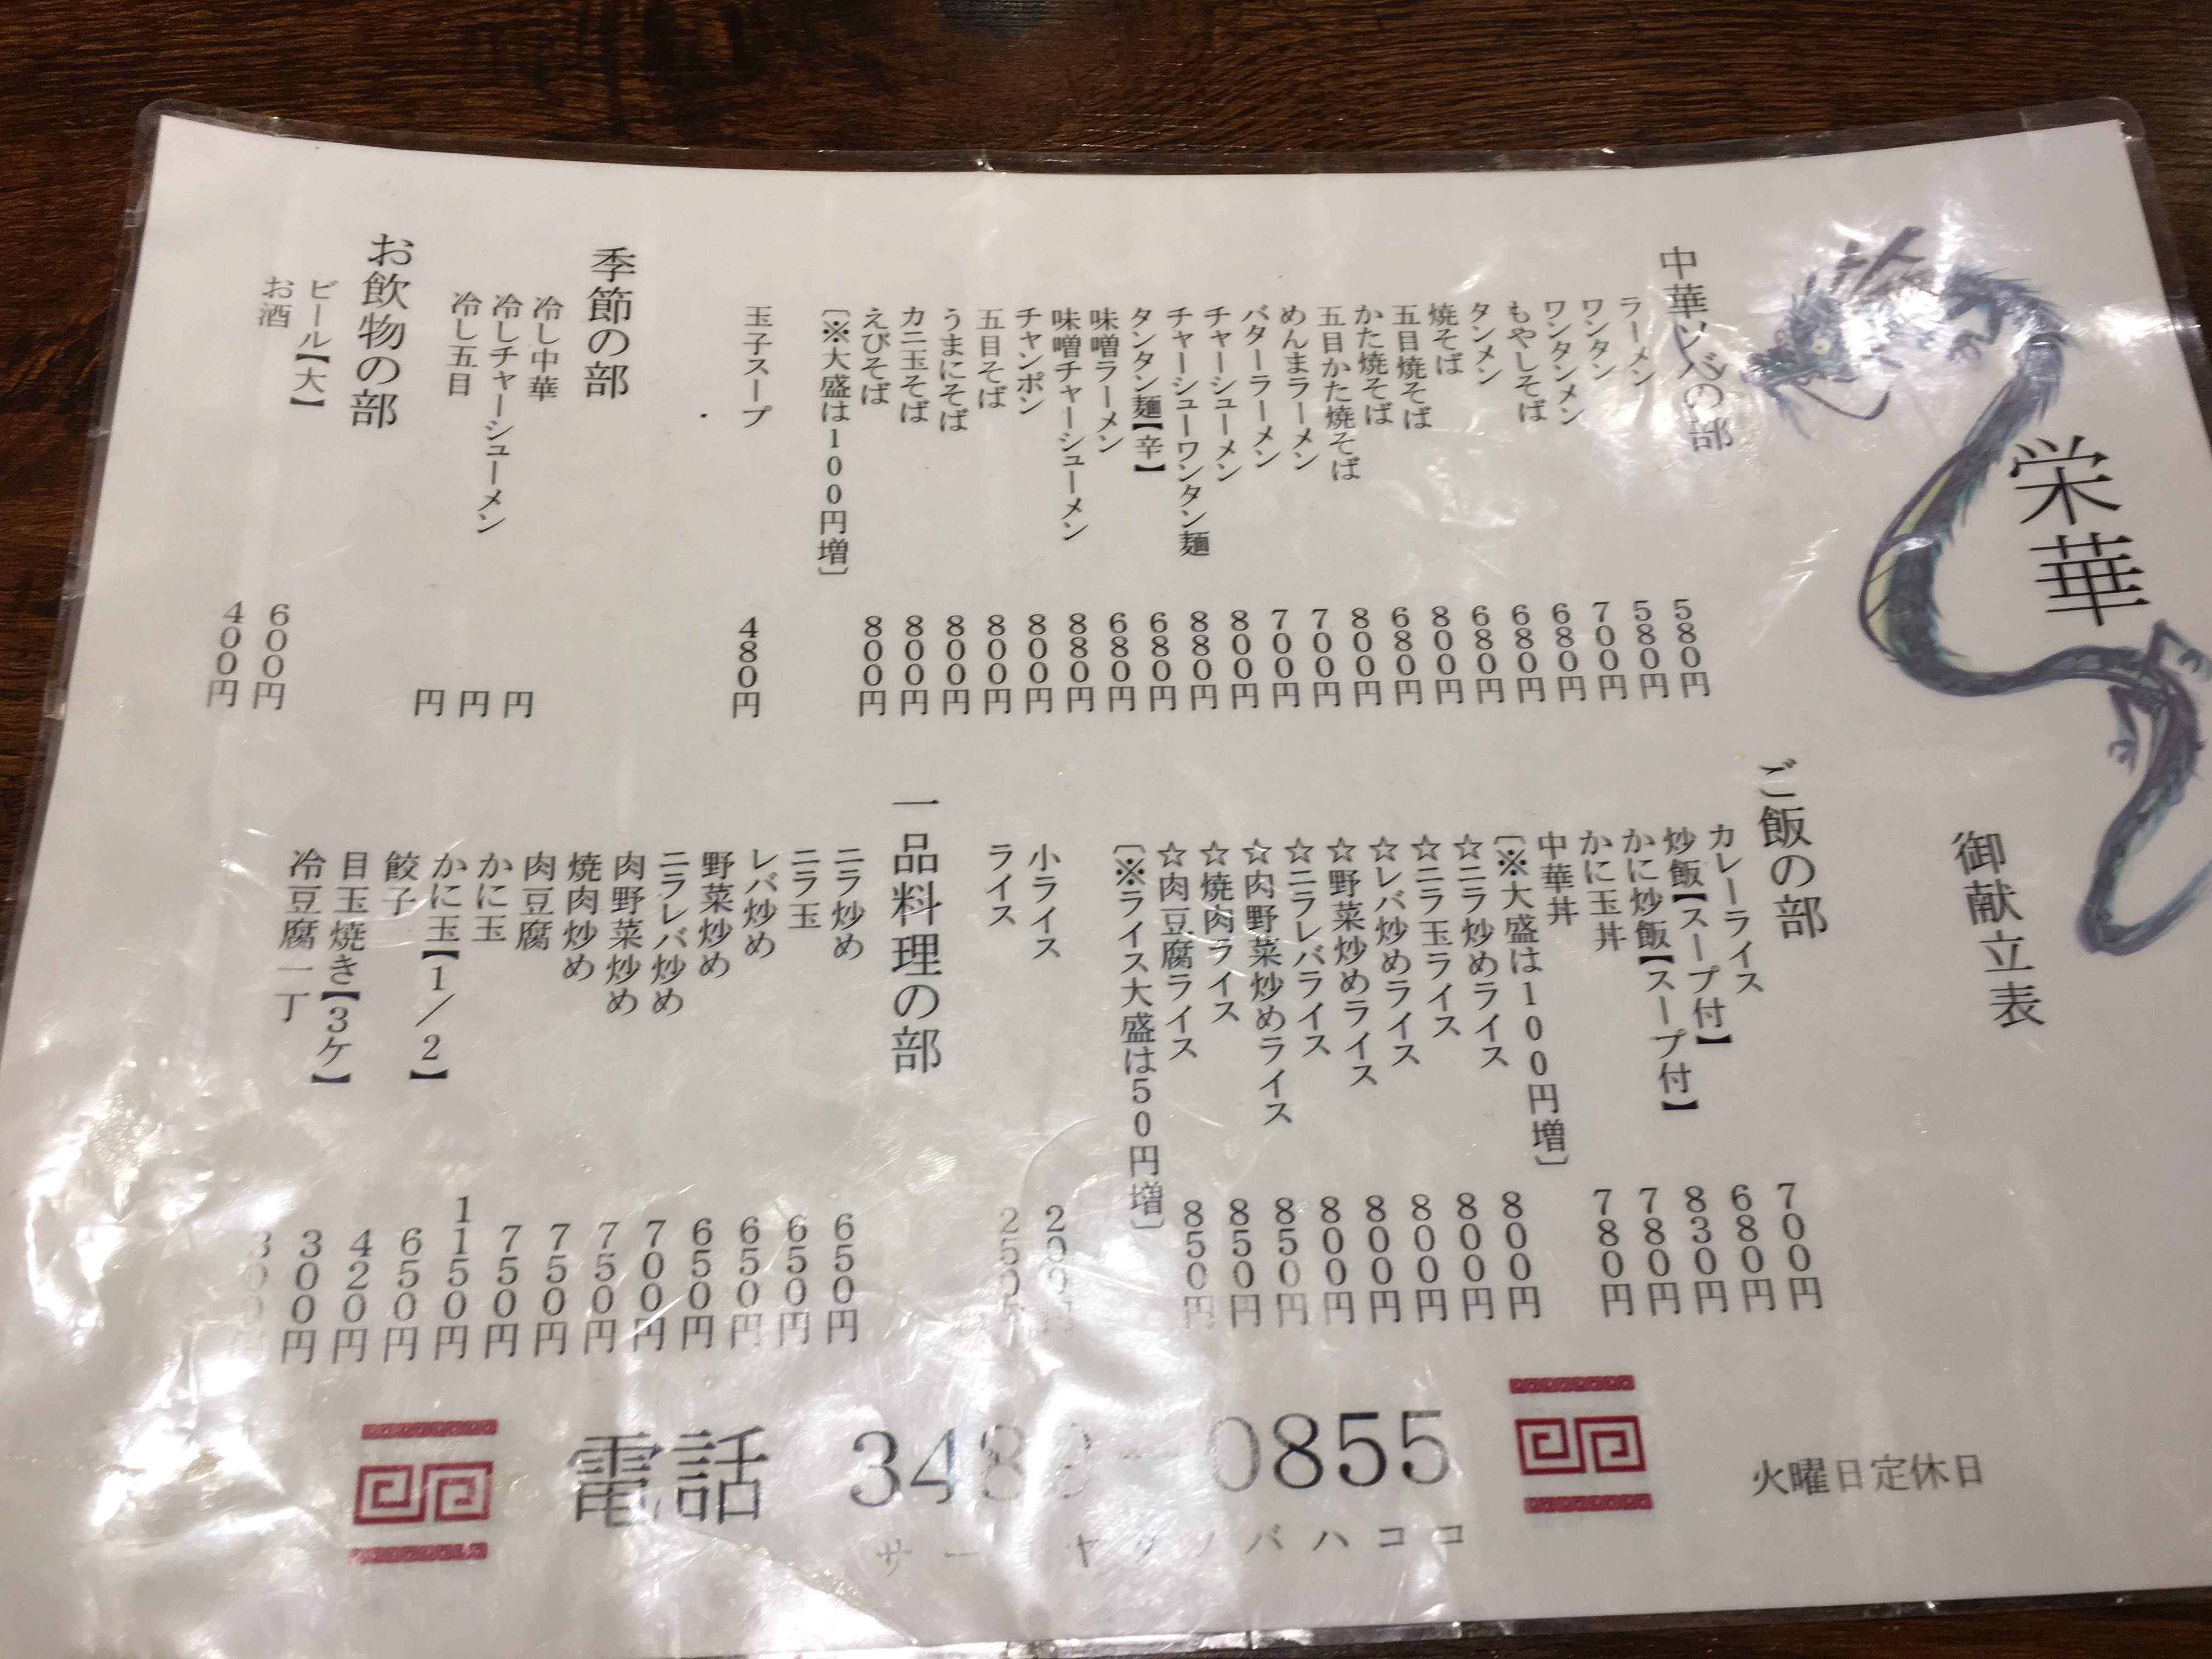 栄華
御献立表
中華ソバの部
ラーメン 580円
ワンタン 580円
ワンタンメン 700円
もやしそば 680円
タンメン 680円
焼そば 680円
五目焼そば 800円
かた焼そば 680円
五目かた焼そば 800円
めんまラーメン 700円
バターラーメン 700円
チャーシューメン 800円
チャーシューワンタン麺 880円
タンタン麺【辛】 680円
味噌ラーメン 680円
味噌チャーシューメン 880円
チャンポン 800円
五目そば 800円
うまにそば 800円
カニ玉そば 800円
えびそば 800円
〔※大盛は100円増〕
玉子スープ 480円
季節の部
冷し中華 円
冷しチャーシューメン 円
冷し五目 円
お飲物の部
ビール【大】 600円
お酒 400円
ご飯の部
カレーライス 700円
炒飯【スープ付】 680円
かに炒飯【スープ付】 830円
かに玉丼 780円
中華丼 780円
〔※大盛は100円増〕
☆ニラ炒めライス 800円
☆ニラ玉ライス 800円
☆レバ炒めライス 800円
☆野菜炒めライス 800円
☆ニラレバライス 800円
☆肉野菜炒めライス 850円
☆焼肉ライス 850円
☆肉豆腐ライス 850円
〔※ライス大盛は50円増〕
小ライス
ライス
一品料理の部
ニラ炒め 650円
ニラ玉 650円
レバ炒め 650円
野菜炒め 650円
ニラレバ炒め 700円
肉野菜炒め 750円
焼肉炒め 750円
肉豆腐 750円
かに玉 1150円
かに玉【1／2】 650円
餃子 420円
目玉焼き【3ケ】 300円
冷豆腐一丁
火曜日定休日
電話 0855
バハココ